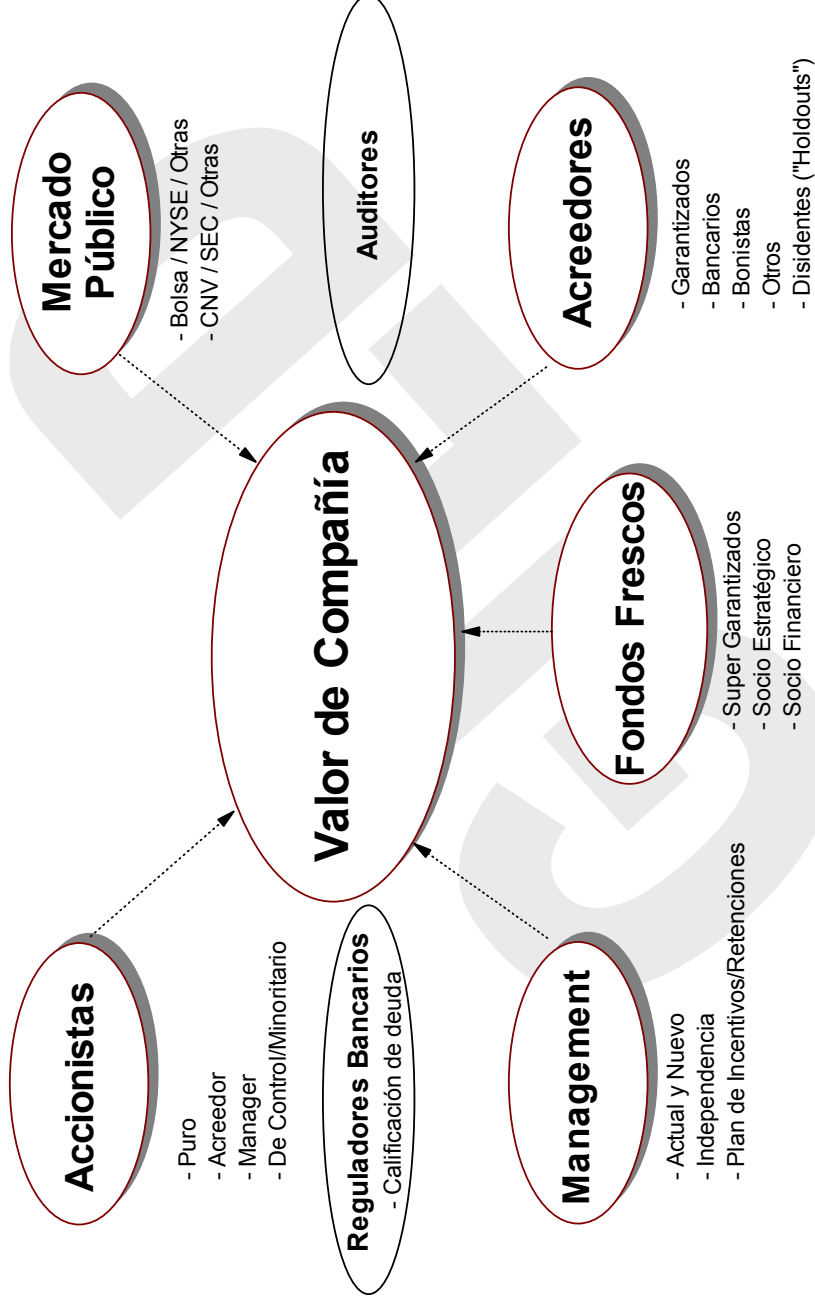 Accionistas
- Puro
- Acreedor
- Manager
- De Control/Minoritario
Mercado
Público
- Bolsa / NYSE / Otras
- CNV / SEC / Otras
Reguladores Bancarios
- Calificación de deuda
Valor de Compañía
Auditores
Management
- Actual y Nuevo
- Independencia
- Plan de Incentivos/Retenciones
Fondos Frescos
- Super Garantizados
- Socio Estratégico
- Socio Financiero
Acreedores
- Garantizados
- Bancarios
- Bonistas
- Otros
- Disidentes ("Holdouts")